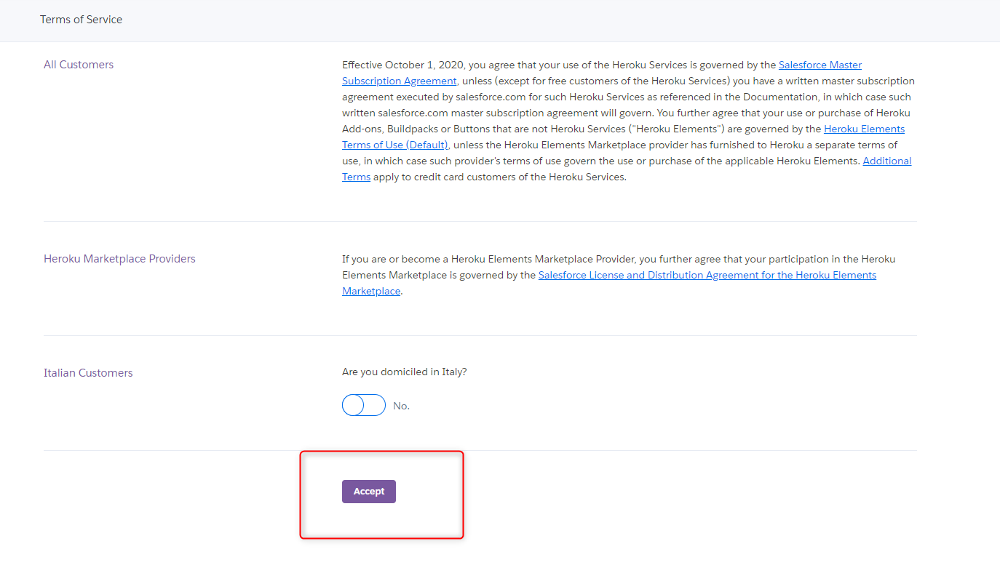 Terms of Service
All Customers
Effective October 1, 2020, you agree that your use of the Heroku Services is governed by the Salesforce Master
Subscription Agreement, unless (except for free customers of the Heroku Services) you have a written master subscription
agreement executed by salesforce.com for such Heroku Services as referenced in the Documentation, in which case such
written salesforce.com master subscription agreement will govern. You further agree that your use or purchase of Heroku
Add-ons, Buildpacks or Buttons that are not Heroku Services ("Heroku Elements") are governed by the Heroku Elements
Terms of Use (Default), unless the Heroku Elements Marketplace provider has furnished to Heroku a separate terms of
use, in which case such provider's terms of use govern the use or purchase of the applicable Heroku Elements. Additional
Terms apply to credit card customers of the Heroku Services.
Heroku Marketplace Providers
If you are or become a Heroku Elements Marketplace Provider, you further agree that your participation in the Heroku
Elements Marketplace is governed by the Salesforce License and Distribution Agreement for the Heroku Elements
Marketplace.
Italian Customers
Are you domiciled in Italy?
No.
Accept